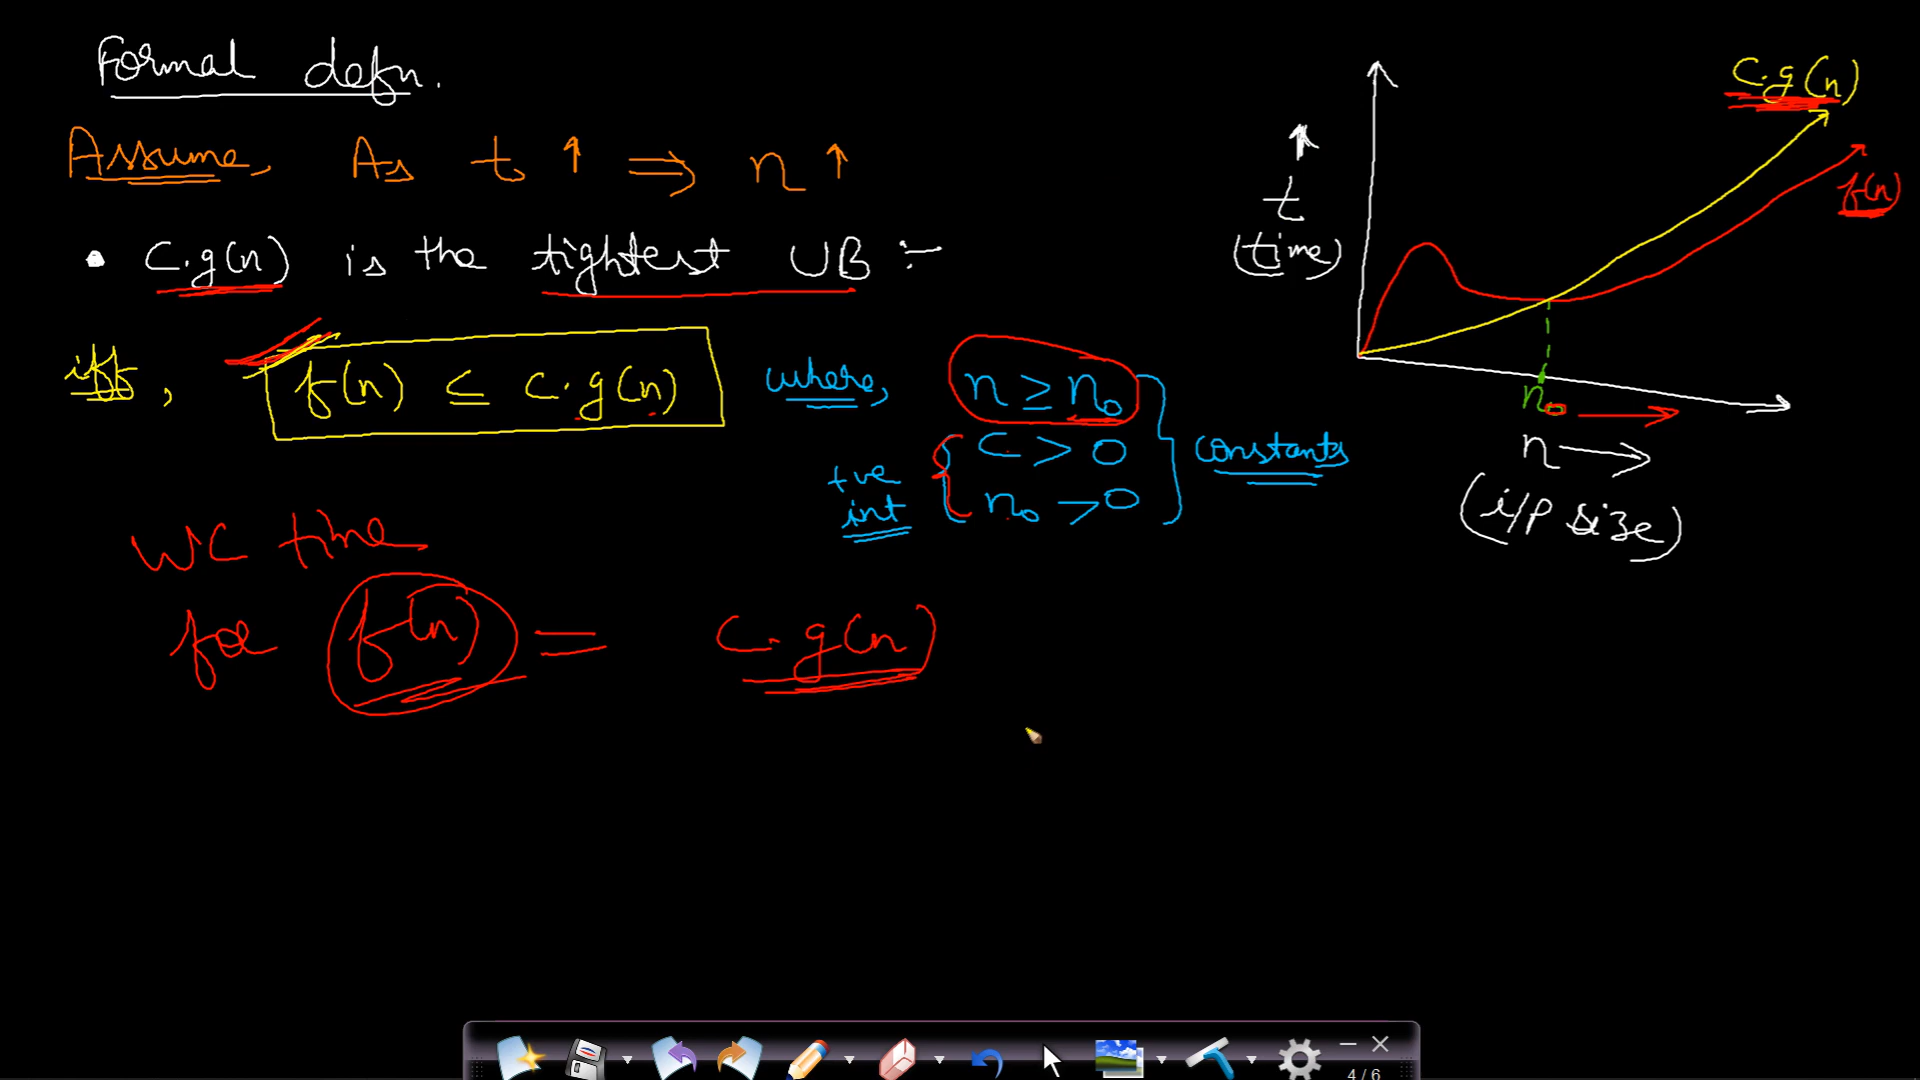 Formal defn.
Assume, As t ↑ ⇒ n ↑
• C.g(n) is the tightest UB :-
iff, f(n) ≤ C.g(n) where, n ≥ n₀
C > 0
n₀ > 0
+ve
int
constants
WC time
for f(n) = C.g(n)
C.g(n)
f(n)
t
(time)
n₀
n →
(i/p size)
4 / 6